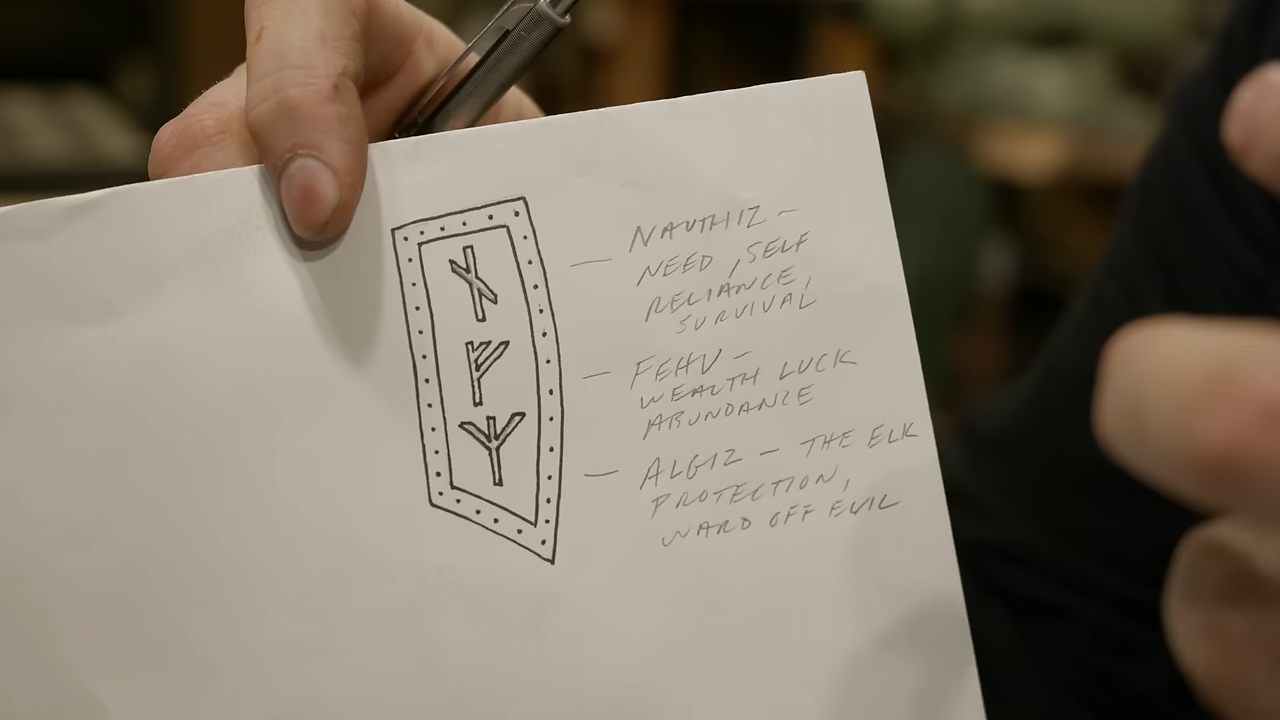 ᚾ
ᚠ
ᛉ
NAUTHIZ -
NEED, SELF
RELIANCE,
SURVIVAL
FEHU -
WEALTH LUCK
ABUNDANCE
ALGIZ - THE ELK
PROTECTION,
WARD OFF EVIL